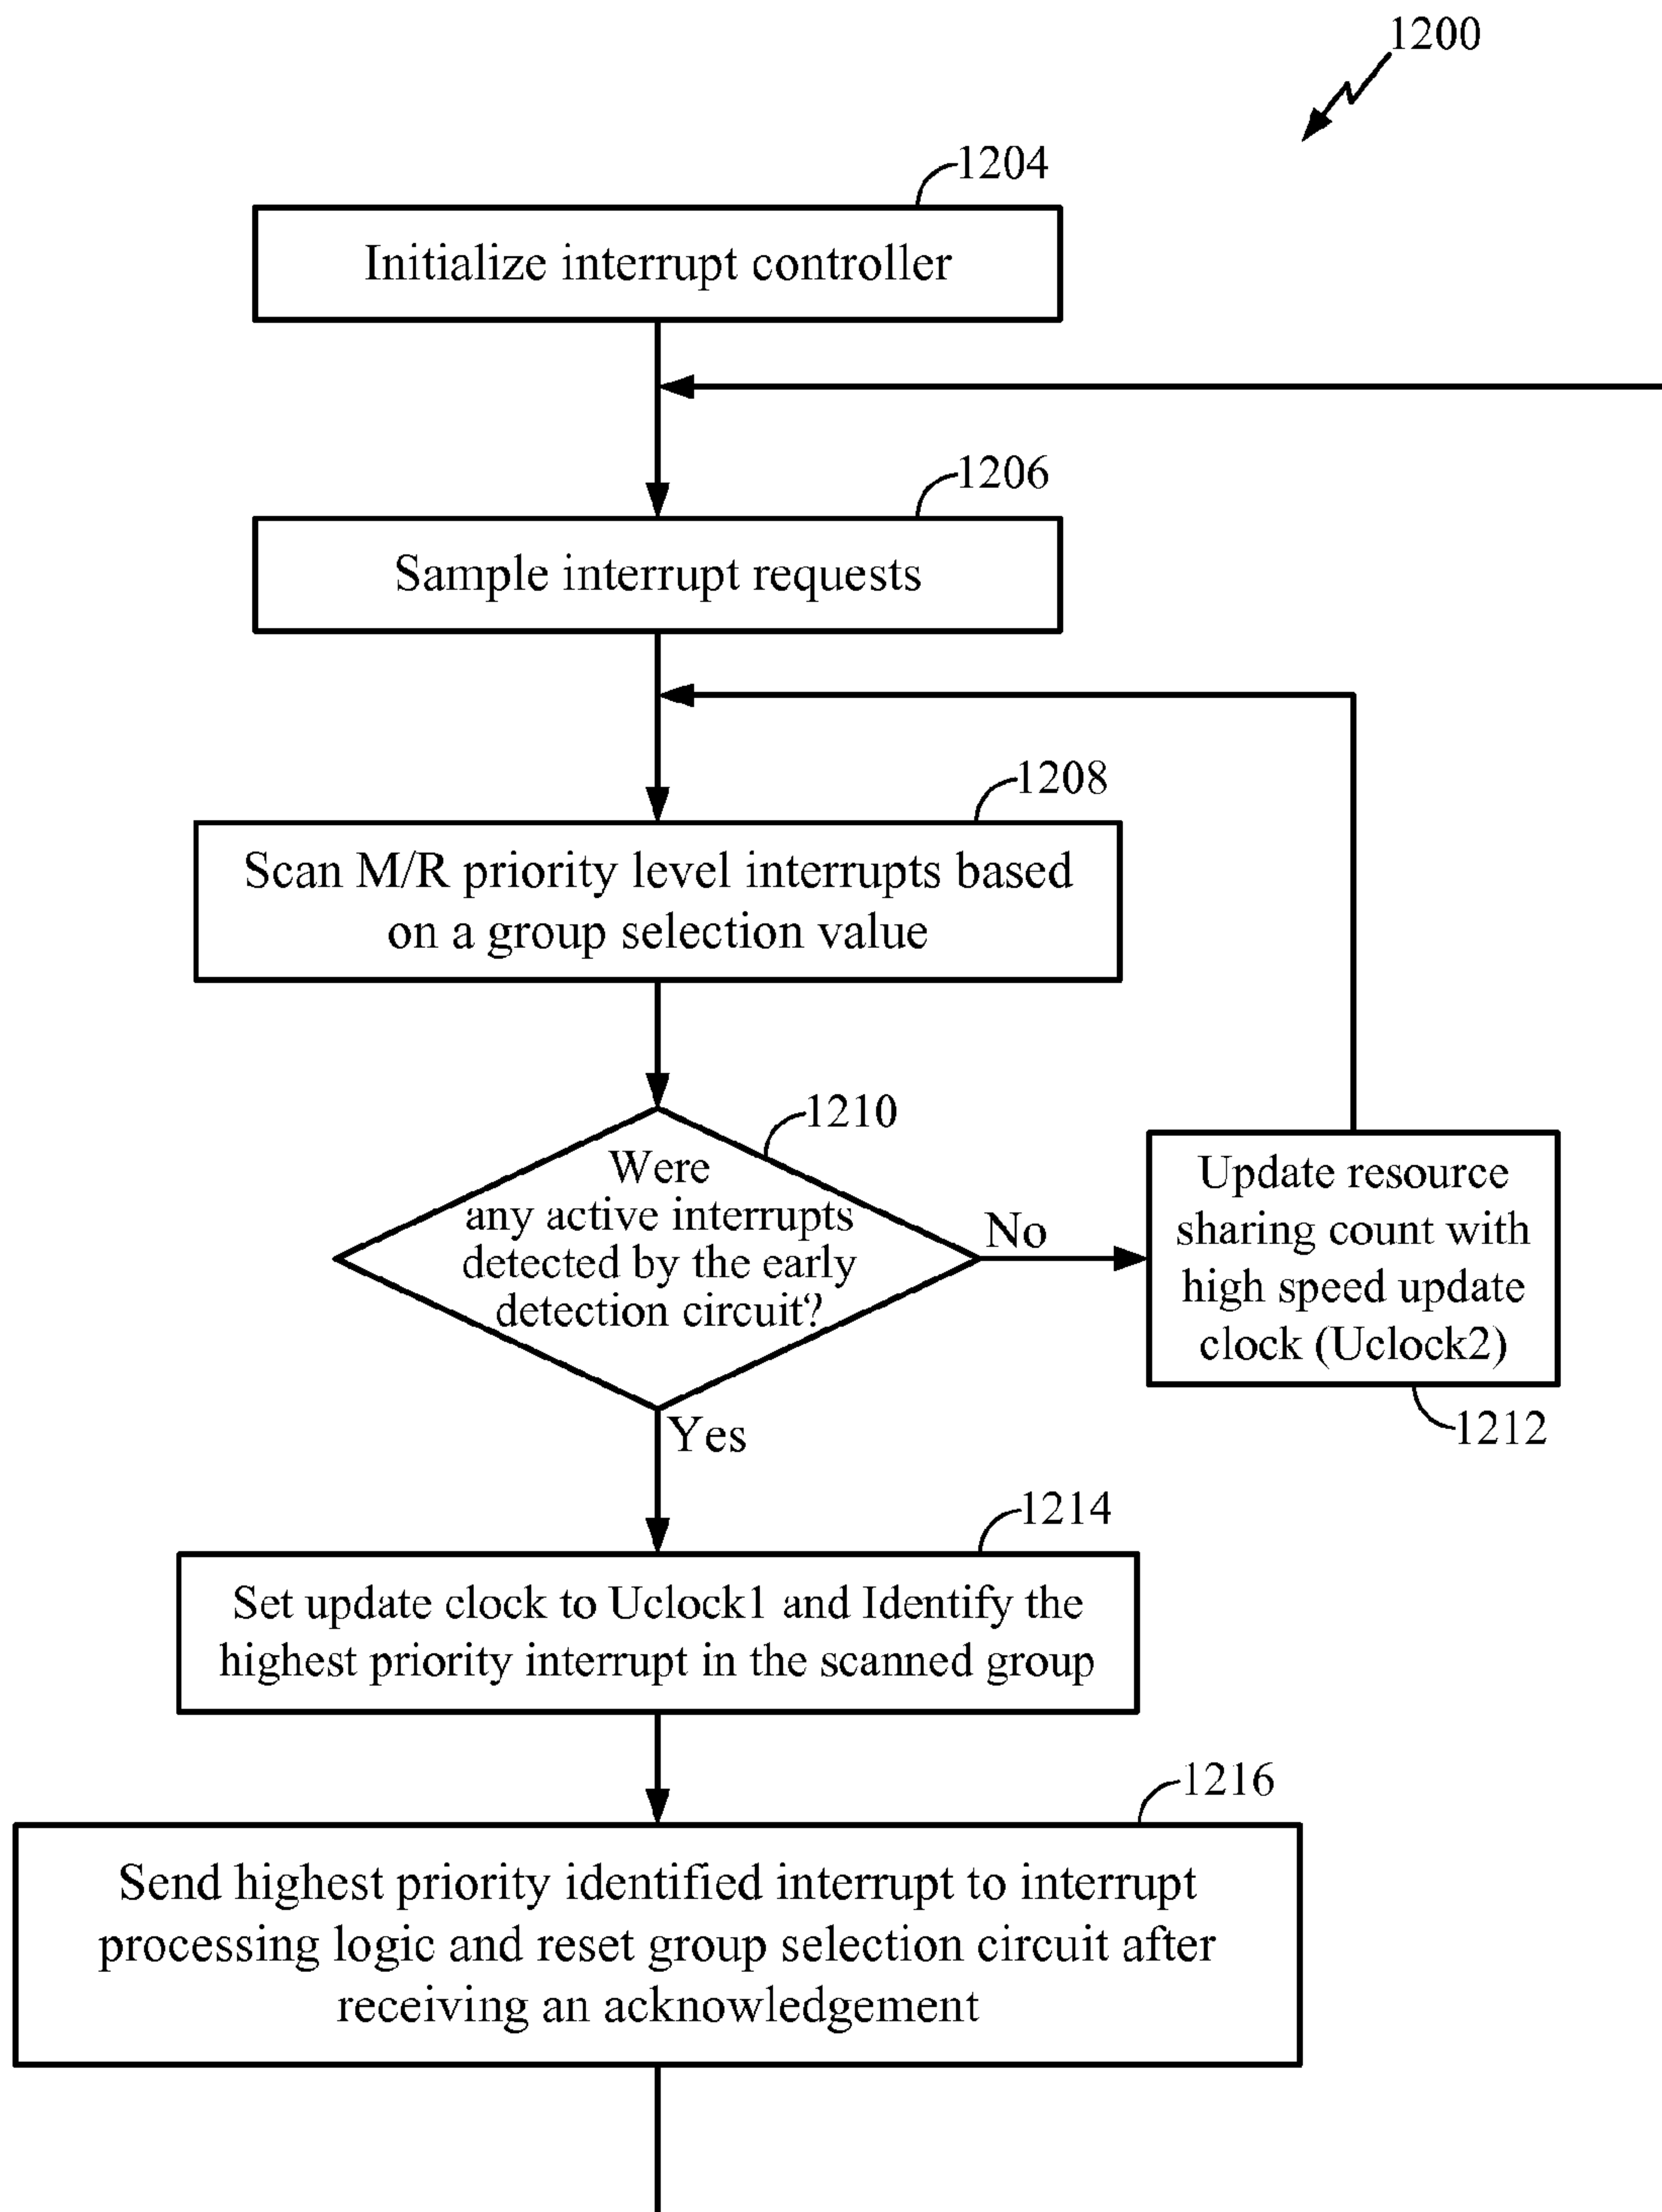 1200
1204
Initialize interrupt controller
1206
Sample interrupt requests
1208
Scan M/R priority level interrupts based
on a group selection value
1210
Were
any active interrupts
detected by the early
detection circuit?
No
Update resource
sharing count with
high speed update
clock (Uclock2)
1212
Yes
1214
Set update clock to Uclock1 and Identify the
highest priority interrupt in the scanned group
1216
Send highest priority identified interrupt to interrupt
processing logic and reset group selection circuit after
receiving an acknowledgement